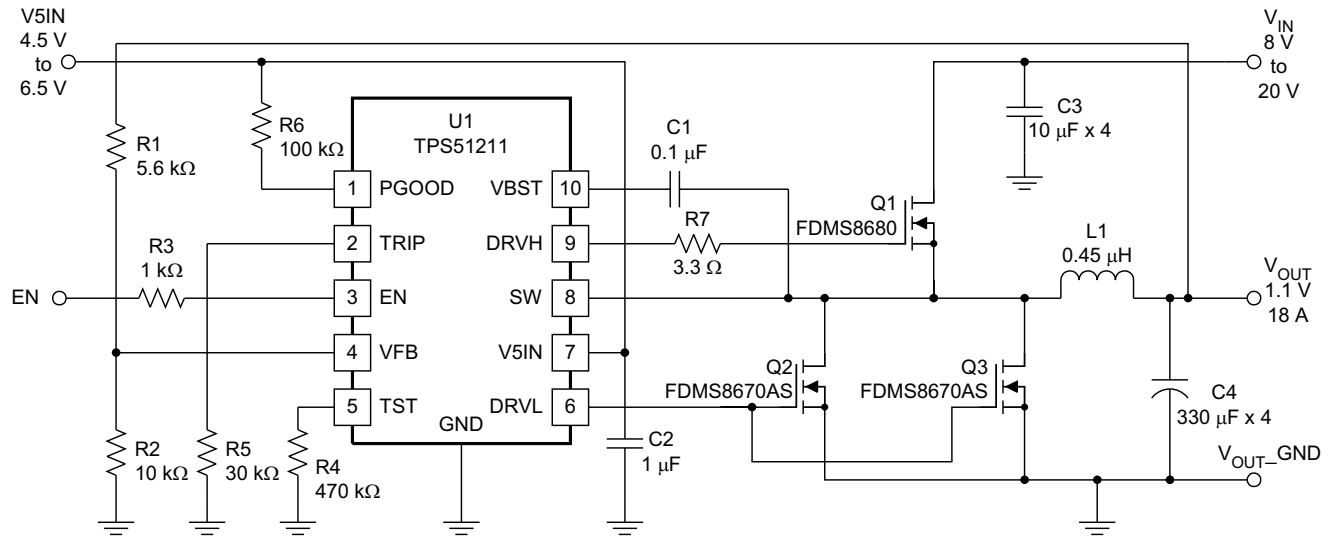 V5IN
4.5 V
to
6.5 V
VIN
8 V
to
20 V
R1
5.6 kΩ
R6
100 kΩ
U1
TPS51211
C1
0.1 μF
C3
10 μF x 4
1 PGOOD
VBST 10
Q1
FDMS8680
2 TRIP
DRVH 9
R7
3.3 Ω
R3
1 kΩ
L1
0.45 μH
EN
3 EN
SW 8
VOUT
1.1 V
18 A
4 VFB
V5IN 7
Q2
FDMS8670AS
Q3
FDMS8670AS
5 TST
DRVL 6
GND
C4
330 μF x 4
R2
10 kΩ
R5
30 kΩ
R4
470 kΩ
C2
1 μF
VOUT_GND